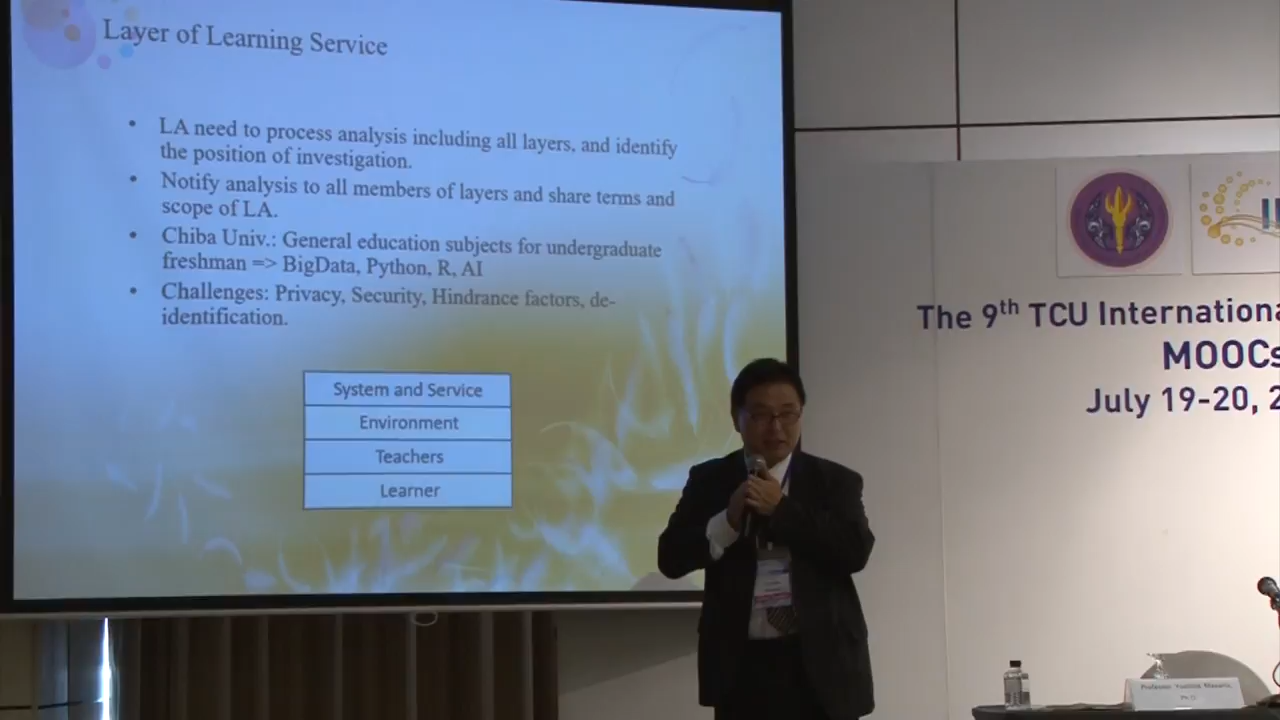 Layer of Learning Service
• LA need to process analysis including all layers, and identify
the position of investigation.
• Notify analysis to all members of layers and share terms and
scope of LA.
• Chiba Univ.: General education subjects for undergraduate
freshman => BigData, Python, R, AI
• Challenges: Privacy, Security, Hindrance factors, de-
identification.
System and Service
Environment
Teachers
Learner
The 9th TCU Internationa
MOOCs
July 19-20, 2
Professor
Ph.D